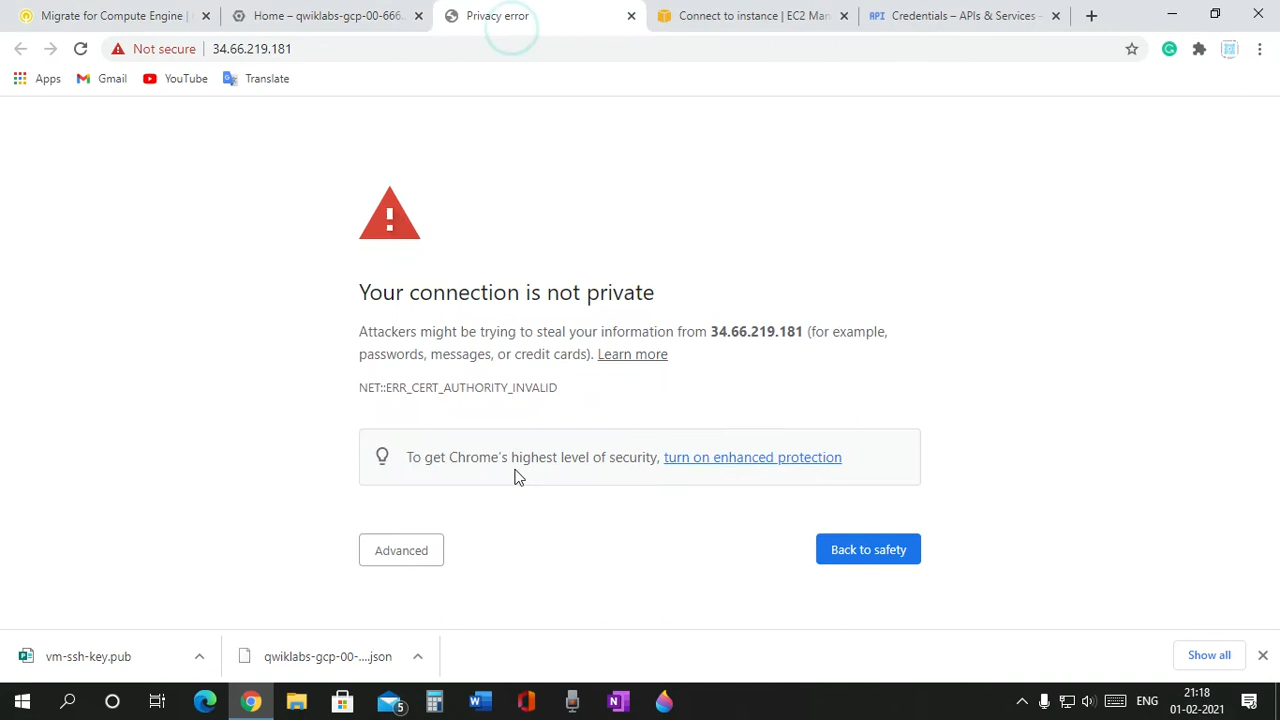 Migrate for Compute Engine |
Home – qwiklabs-gcp-00-66
Privacy error
Connect to instance | EC2 Man
API Credentials – APIs & Services –
Not secure
34.66.219.181
Apps
Gmail
YouTube
Translate
Your connection is not private
Attackers might be trying to steal your information from 34.66.219.181 (for example,
passwords, messages, or credit cards). Learn more
NET::ERR_CERT_AUTHORITY_INVALID
To get Chrome's highest level of security, turn on enhanced protection
Advanced
Back to safety
vm-ssh-key.pub
qwiklabs-gcp-00-....json
Show all
5
ENG
21:18
01-02-2021